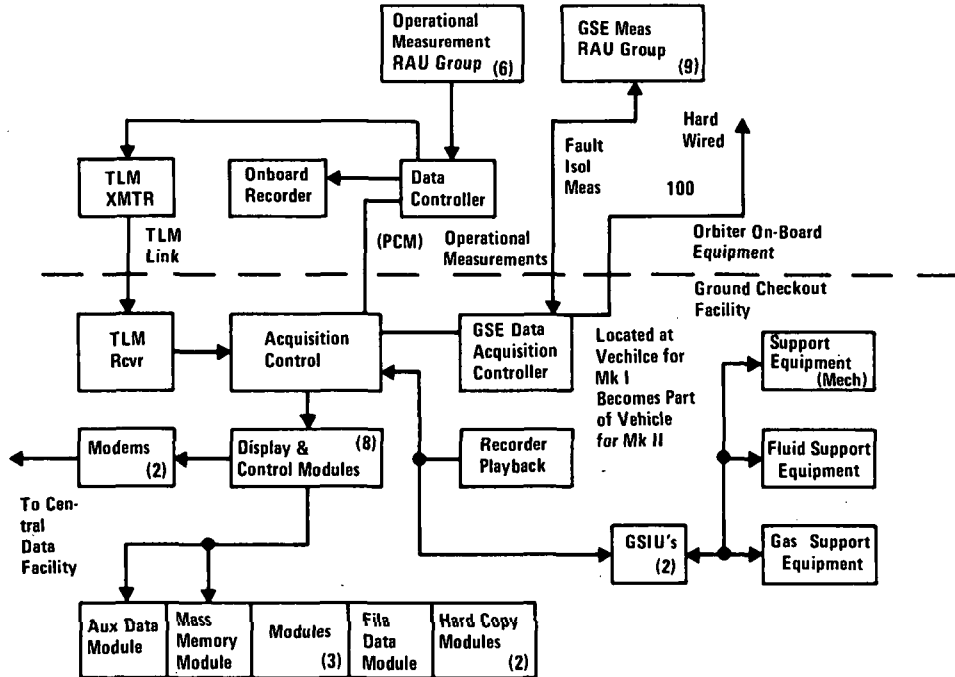 Operational
Measurement
RAU Group
(6)
GSE Meas
RAU Group
(9)
Hard
Wired
Fault
Isol
Meas
100
TLM
XMTR
Onboard
Recorder
Data
Controller
TLM
Link
(PCM)
Operational
Measurements
Orbiter On-Board
Equipment
Ground Checkout
Facility
TLM
Rcvr
Acquisition
Control
GSE Data
Acquisition
Controller
Located at
Vechilce for
Mk I
Becomes Part
of Vehicle
for Mk II
Support
Equipment
(Mech)
Modems
(2)
Display &
Control Modules
(8)
Recorder
Playback
Fluid Support
Equipment
To Cen-
tral
Data
Facility
GSIU's
(2)
Gas Support
Equipment
Aux Data
Module
Mass
Memory
Module
Modules
(3)
Fila
Data
Module
Hard Copy
Modules
(2)